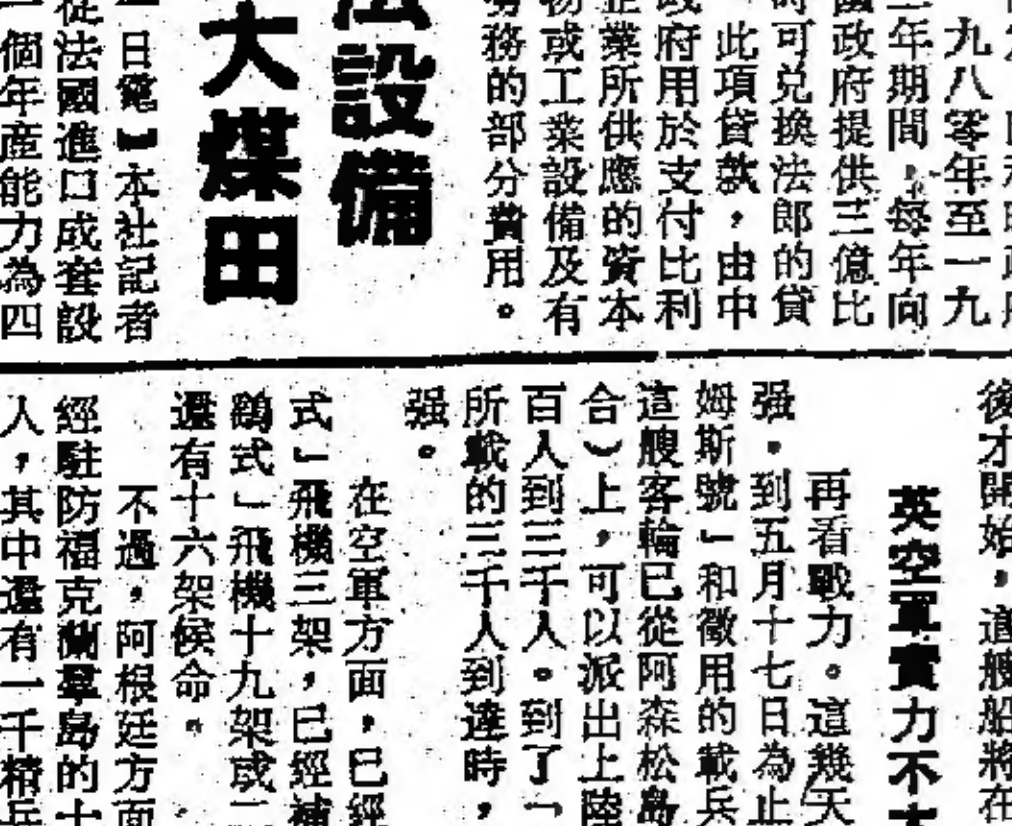 九八零年至一九
年期間，每年向
政府提供三億比
可兌換法郎的貸
此項貸款，由中
府用於支付比利
業所供應的資本
或工業設備及有
務的部分費用。
法設備
大煤田
日電】本社記者
從法國進口成套設
個年產能力為四
後才開始，這艘船將在
英空軍實力不
再看戰力。這幾天
强。到五月十七日為止
姆斯號﹂和徵用的載兵
這艘客輪已從阿森松島
合）上，可以派出上陸
百人到三千人。到了﹁
所載的三千人到達時，
强。
在空軍方面，已經
式﹂飛機三架，已經補
鷂式﹂飛機十九架或
還有十六架候命。
不過，阿根廷方面
經駐防福克蘭羣島的
人，其中還有一千精兵